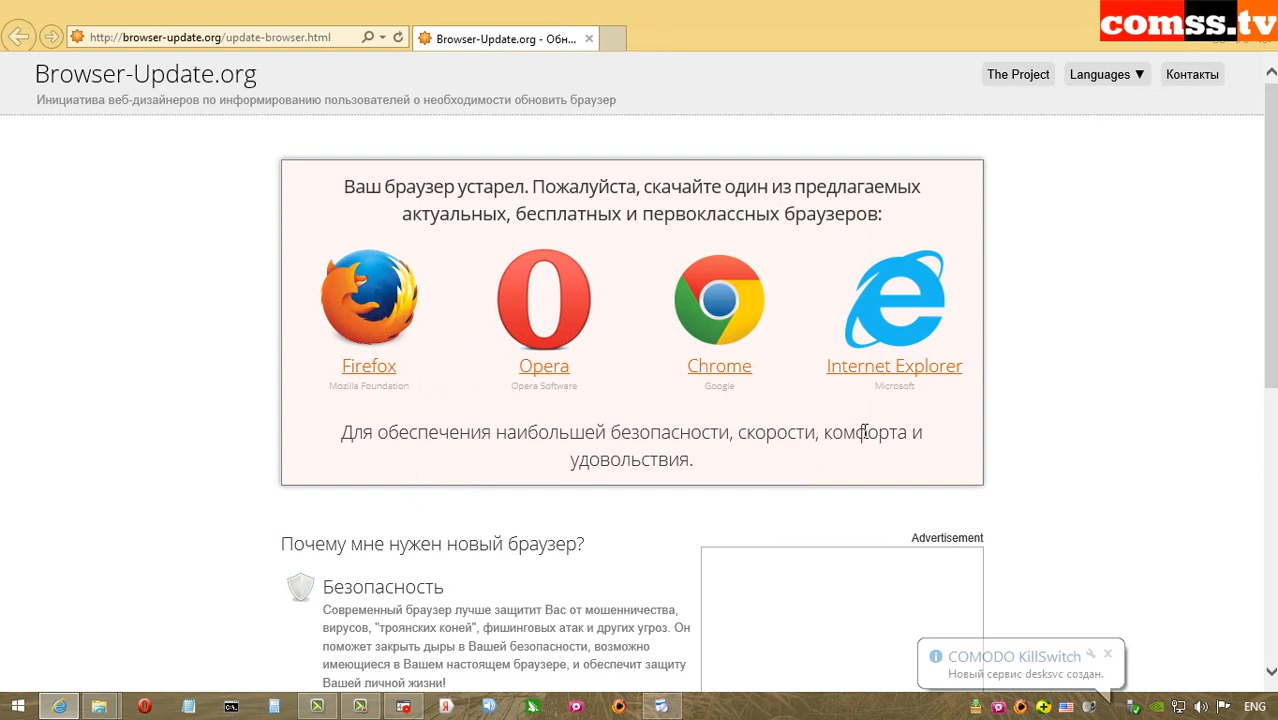 comss.tv
http://browser-update.org/update-browser.html
Browser-Update.org - Обн...
Browser-Update.org
The Project
Languages ▼
Контакты
Инициатива веб-дизайнеров по информированию пользователей о необходимости обновить браузер
Ваш браузер устарел. Пожалуйста, скачайте один из предлагаемых
актуальных, бесплатных и первоклассных браузеров:
Firefox
Opera
Chrome
Internet Explorer
Mozilla Foundation
Opera Software
Google
Microsoft
Для обеспечения наибольшей безопасности, скорости, комфорта и
удовольствия.
Почему мне нужен новый браузер?
Advertisement
Безопасность
Современный браузер лучше защитит Вас от мошенничества,
вирусов, "троянских коней", фишинговых атак и других угроз. Он
поможет закрыть дыры в Вашей безопасности, возможно
имеющиеся в Вашем настоящем браузере, и обеспечит защиту
Вашей личной жизни!
COMODO KillSwitch
Новый сервис desksvc создан.
ENG